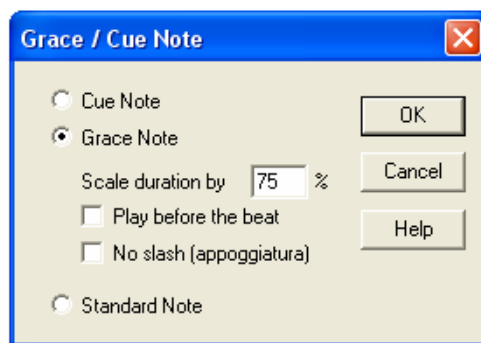 Grace / Cue Note
Cue Note
OK
Grace Note
Scale duration by 75 %
Cancel
Play before the beat
Help
No slash (appoggiatura)
Standard Note